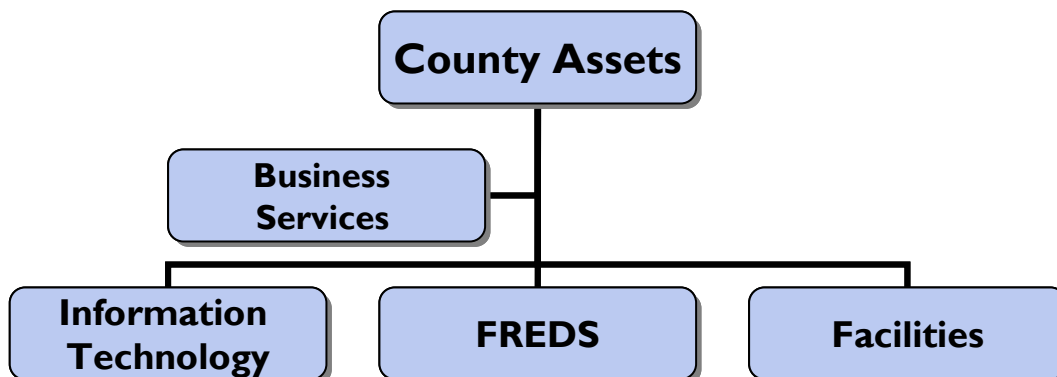 County Assets
Business
Services
Information
Technology
FREDS
Facilities